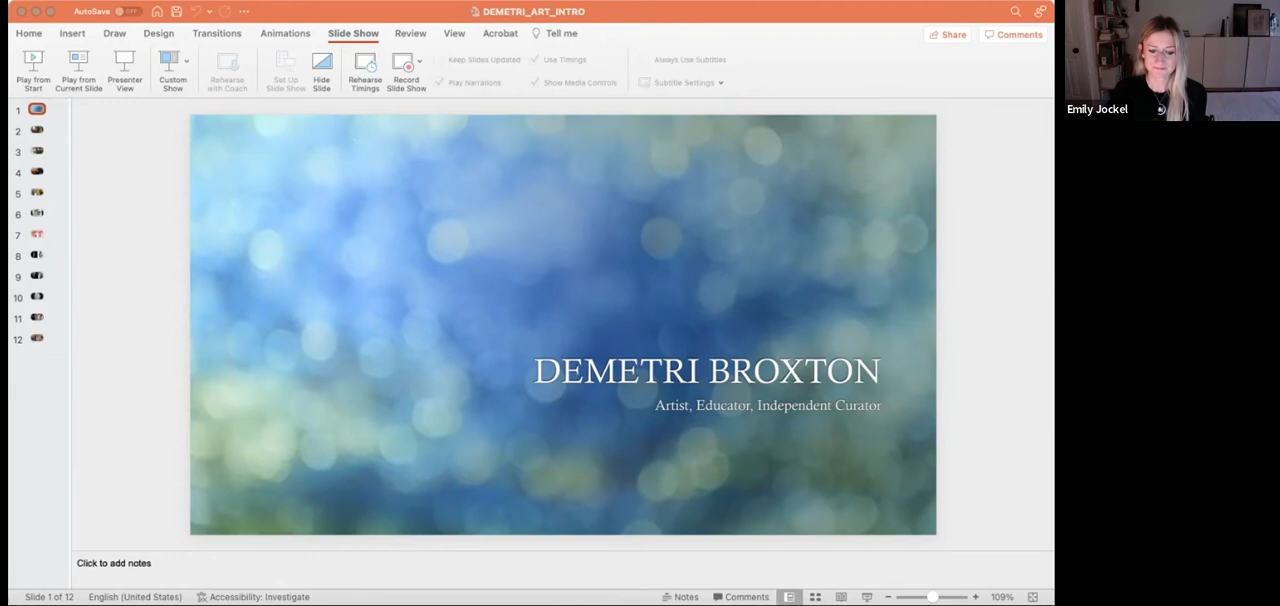 AutoSave OFF
DEMETRI_ART_INTRO
Home Insert Draw Design Transitions Animations Slide Show Review View Acrobat Tell me
Share Comments
Play from Start
Play from Current Slide
Presenter View
Custom Show
Rehearse with Coach
Set Up Slide Show
Hide Slide
Rehearse Timings
Record Slide Show
Keep Slides Updated
Use Timings
Play Narrations
Show Media Controls
Always Use Subtitles
Subtitle Settings
1
2
3
4
5
6
7
8
9
10
11
12
DEMETRI BROXTON
Artist, Educator, Independent Curator
Click to add notes
Slide 1 of 12 English (United States) Accessibility: Investigate Notes Comments 109%
Emily Jockel